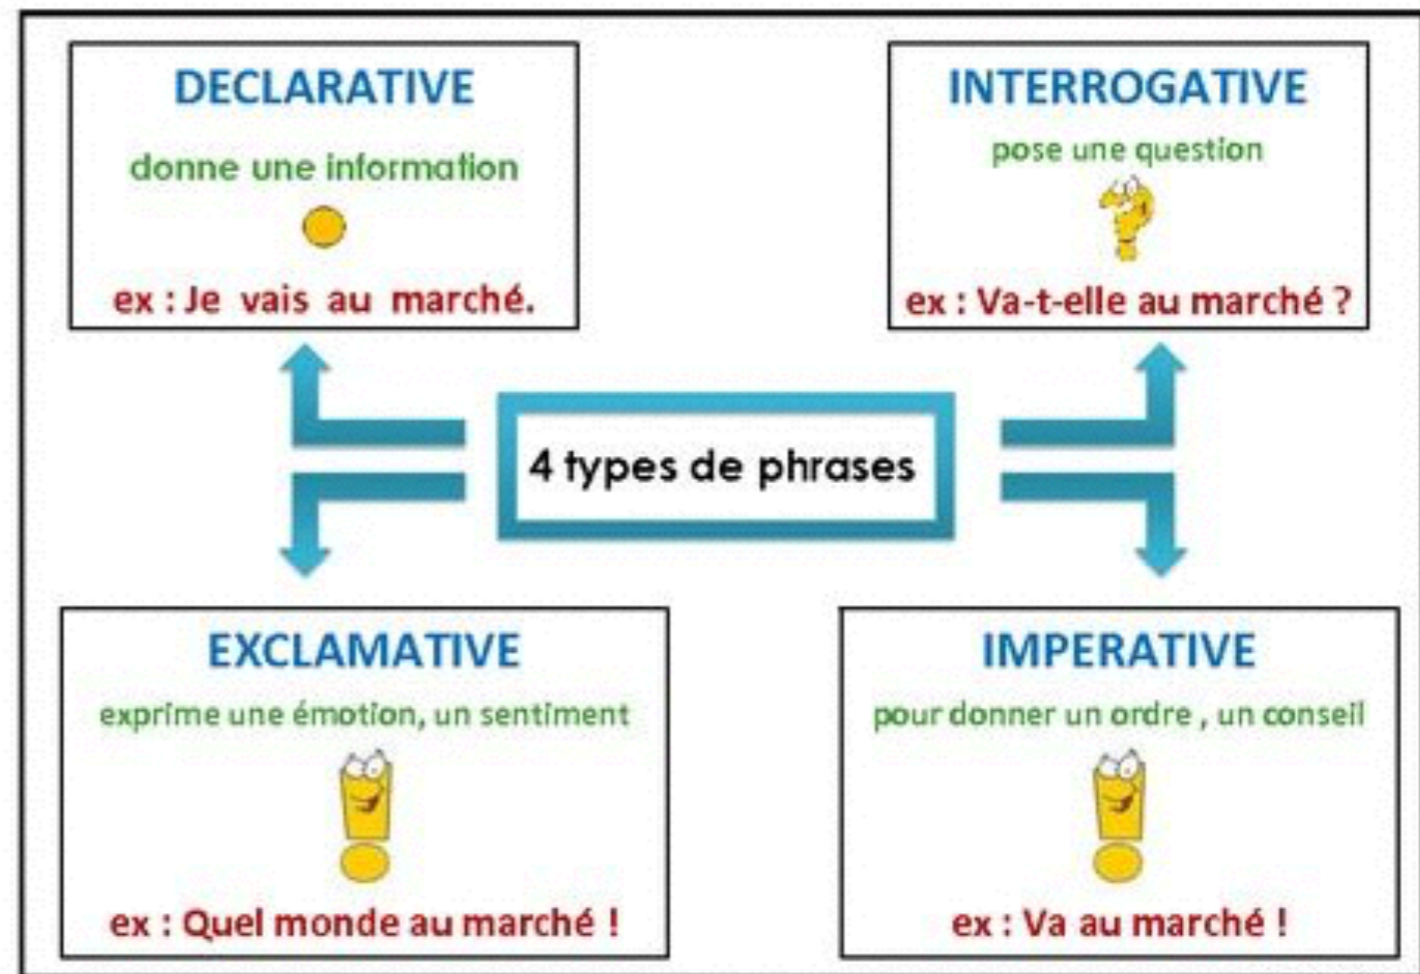 DECLARATIVE
donne une information
ex : Je vais au marché.
INTERROGATIVE
pose une question
ex : Va-t-elle au marché ?
4 types de phrases
EXCLAMATIVE
exprime une émotion, un sentiment
ex : Quel monde au marché !
IMPERATIVE
pour donner un ordre , un conseil
ex : Va au marché !